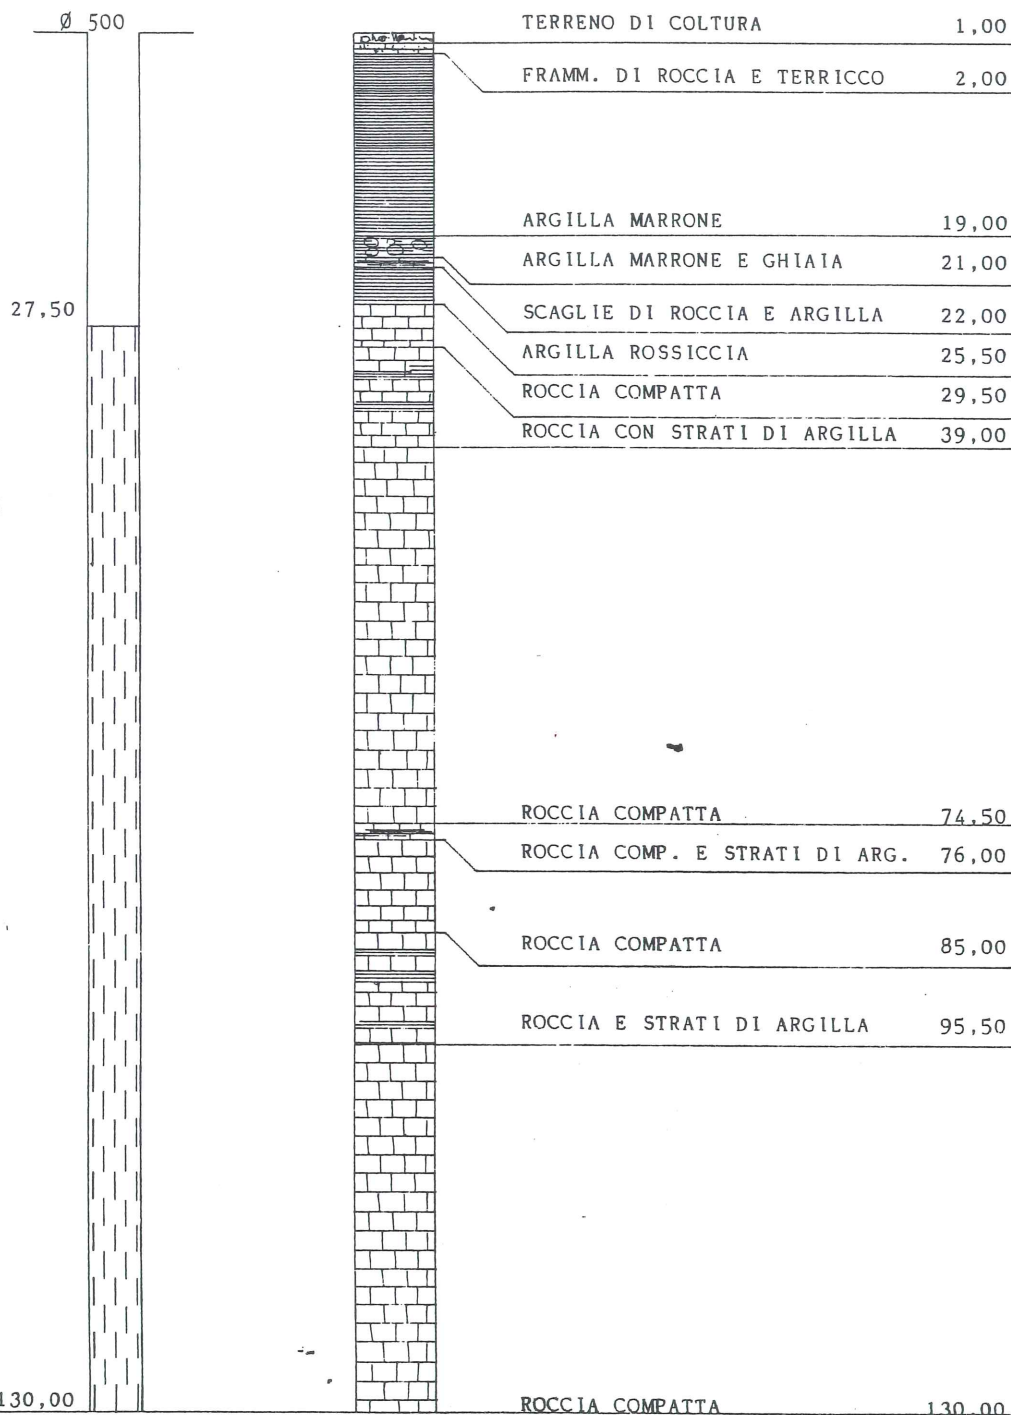 Ø 500
TERRENO DI COLTURA 1,00
FRAMM. DI ROCCIA E TERRICCO 2,00
ARGILLA MARRONE 19,00
ARGILLA MARRONE E GHIAIA 21,00
27,50
SCAGLIE DI ROCCIA E ARGILLA 22,00
ARGILLA ROSSICCIA 25,50
ROCCIA COMPATTA 29,50
ROCCIA CON STRATI DI ARGILLA 39,00
ROCCIA COMPATTA 74,50
ROCCIA COMP. E STRATI DI ARG. 76,00
ROCCIA COMPATTA 85,00
ROCCIA E STRATI DI ARGILLA 95,50
130,00 ROCCIA COMPATTA 130,00